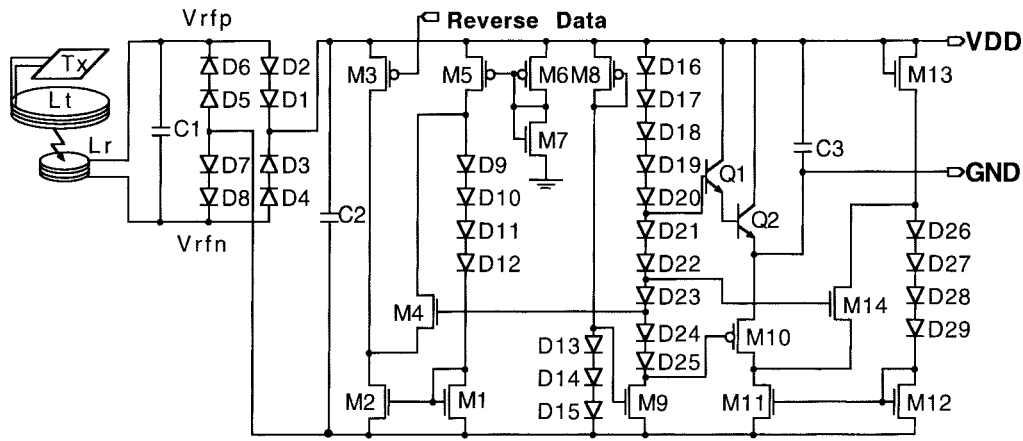 Vrfp
Reverse Data
VDD
Tx
Lt
Lr
C1
D6
D2
D5
D1
D7
D3
D8
D4
Vrfn
C2
M3
M5
M6
M8
M7
D9
D10
D11
D12
M4
M2
M1
D13
D14
D15
D16
D17
D18
D19
D20
D21
D22
D23
D24
D25
M9
Q1
Q2
C3
GND
M13
M14
M10
M11
D26
D27
D28
D29
M12